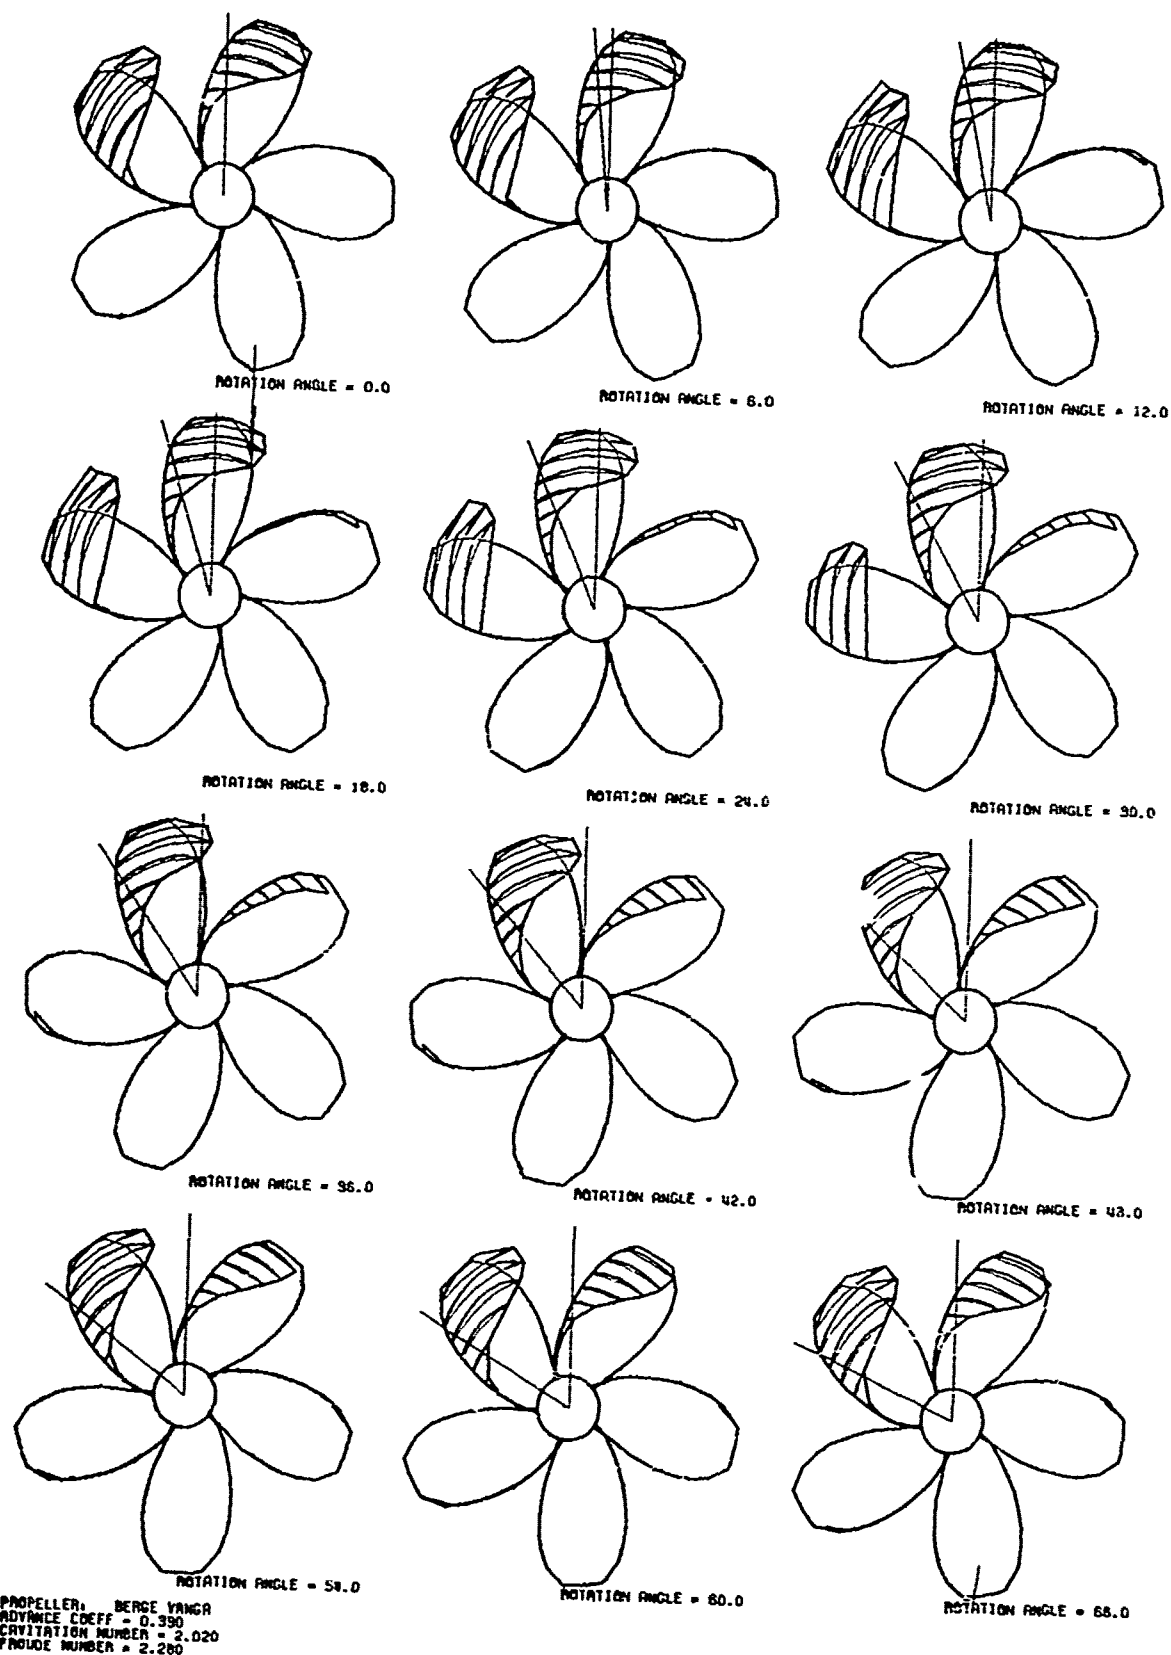 ROTATION ANGLE = 0.0
ROTATION ANGLE = 6.0
ROTATION ANGLE = 12.0
ROTATION ANGLE = 18.0
ROTATION ANGLE = 24.0
ROTATION ANGLE = 30.0
ROTATION ANGLE = 36.0
ROTATION ANGLE = 42.0
ROTATION ANGLE = 48.0
ROTATION ANGLE = 54.0
ROTATION ANGLE = 60.0
ROTATION ANGLE = 66.0
PROPELLER: BERGE VANGA
ADVANCE COEFF = 0.390
CAVITATION NUMBER = 2.020
FROUDE NUMBER = 2.280